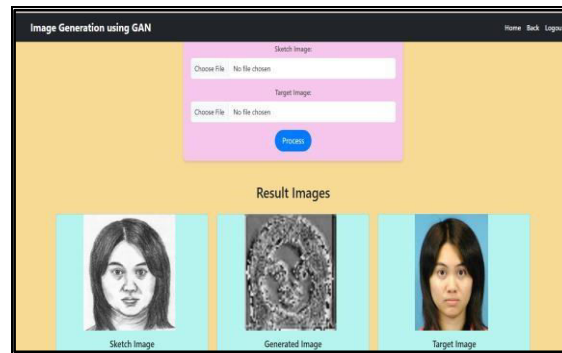 Image Generation using GAN
Home Back Logou
Sketch Image:
Choose File No file chosen
Target Image:
Choose File No file chosen
Process
Result Images
Sketch Image
Generated Image
Target Image